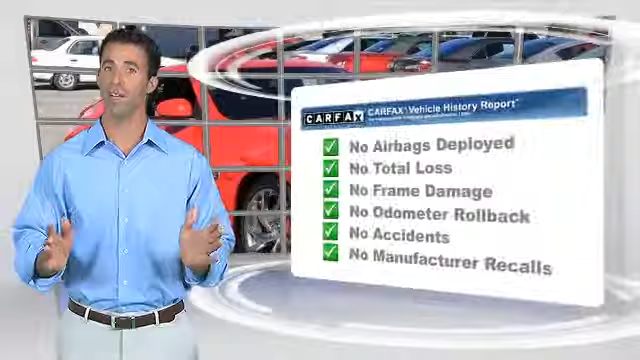 CARFAX CARFAX Vehicle History Report™
No Airbags Deployed
No Total Loss
No Frame Damage
No Odometer Rollback
No Accidents
No Manufacturer Recalls